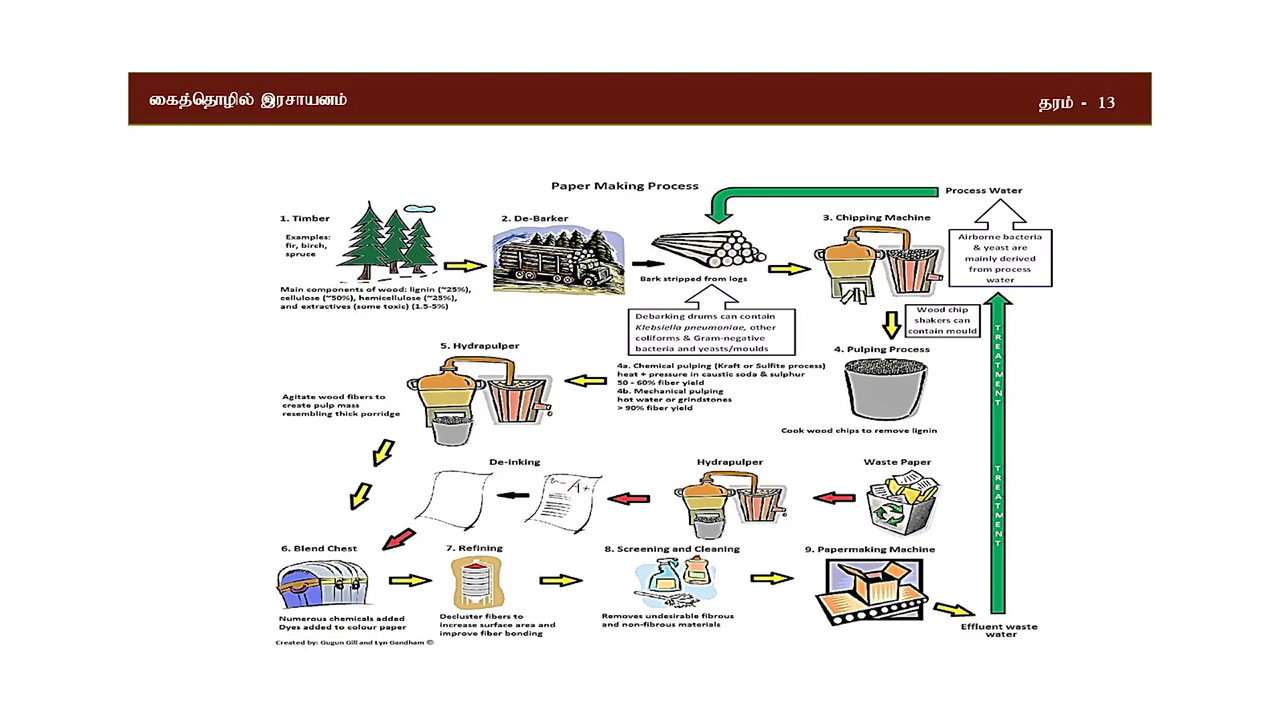 கைத்தொழில் இரசாயனம்
தரம் - 13
Paper Making Process
Process Water
1. Timber
Examples:
fir, birch,
spruce
Main components of wood: lignin (~25%),
cellulose (~50%), hemicellulose (~25%),
and extractives (some toxic) (1.5-5%)
2. De-Barker
Bark stripped from logs
Debarking drums can contain
Klebsiella pneumoniae, other
coliforms & Gram-negative
bacteria and yeasts/moulds
3. Chipping Machine
Airborne bacteria
& yeast are
mainly derived
from process
water
Wood chip
shakers can
contain mould
4. Pulping Process
Cook wood chips to remove lignin
4a. Chemical pulping (Kraft or Sulfite process)
heat + pressure in caustic soda & sulphur
50 - 60% fiber yield
4b. Mechanical pulping
hot water or grindstones
> 90% fiber yield
5. Hydrapulper
Agitate wood fibers to
create pulp mass
resembling thick porridge
TREATMENT
TREATMENT
De-inking
A+
Hydrapulper
Waste Paper
6. Blend Chest
Numerous chemicals added
Dyes added to colour paper
7. Refining
Decluster fibers to
increase surface area and
improve fiber bonding
8. Screening and Cleaning
Removes undesirable fibrous
and non-fibrous materials
9. Papermaking Machine
Effluent waste
water
Created by: Gugun Gill and Lyn Gandham ©